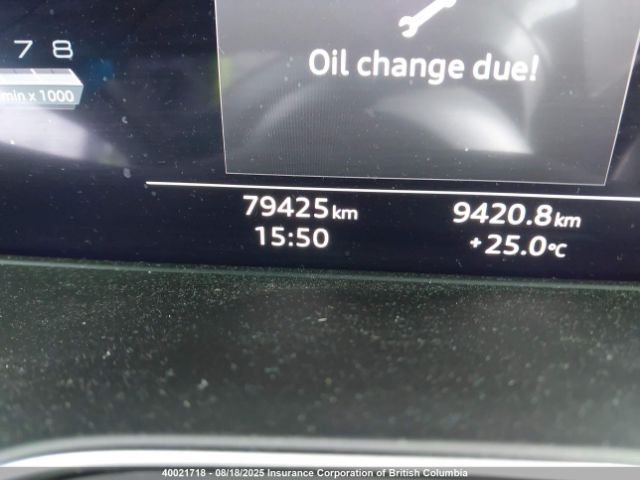 7 8
min x 1000
Oil change due!
79425 km
9420.8 km
15:50
+25.0°C
40021718 - 08/18/2025 Insurance Corporation of British Columbia